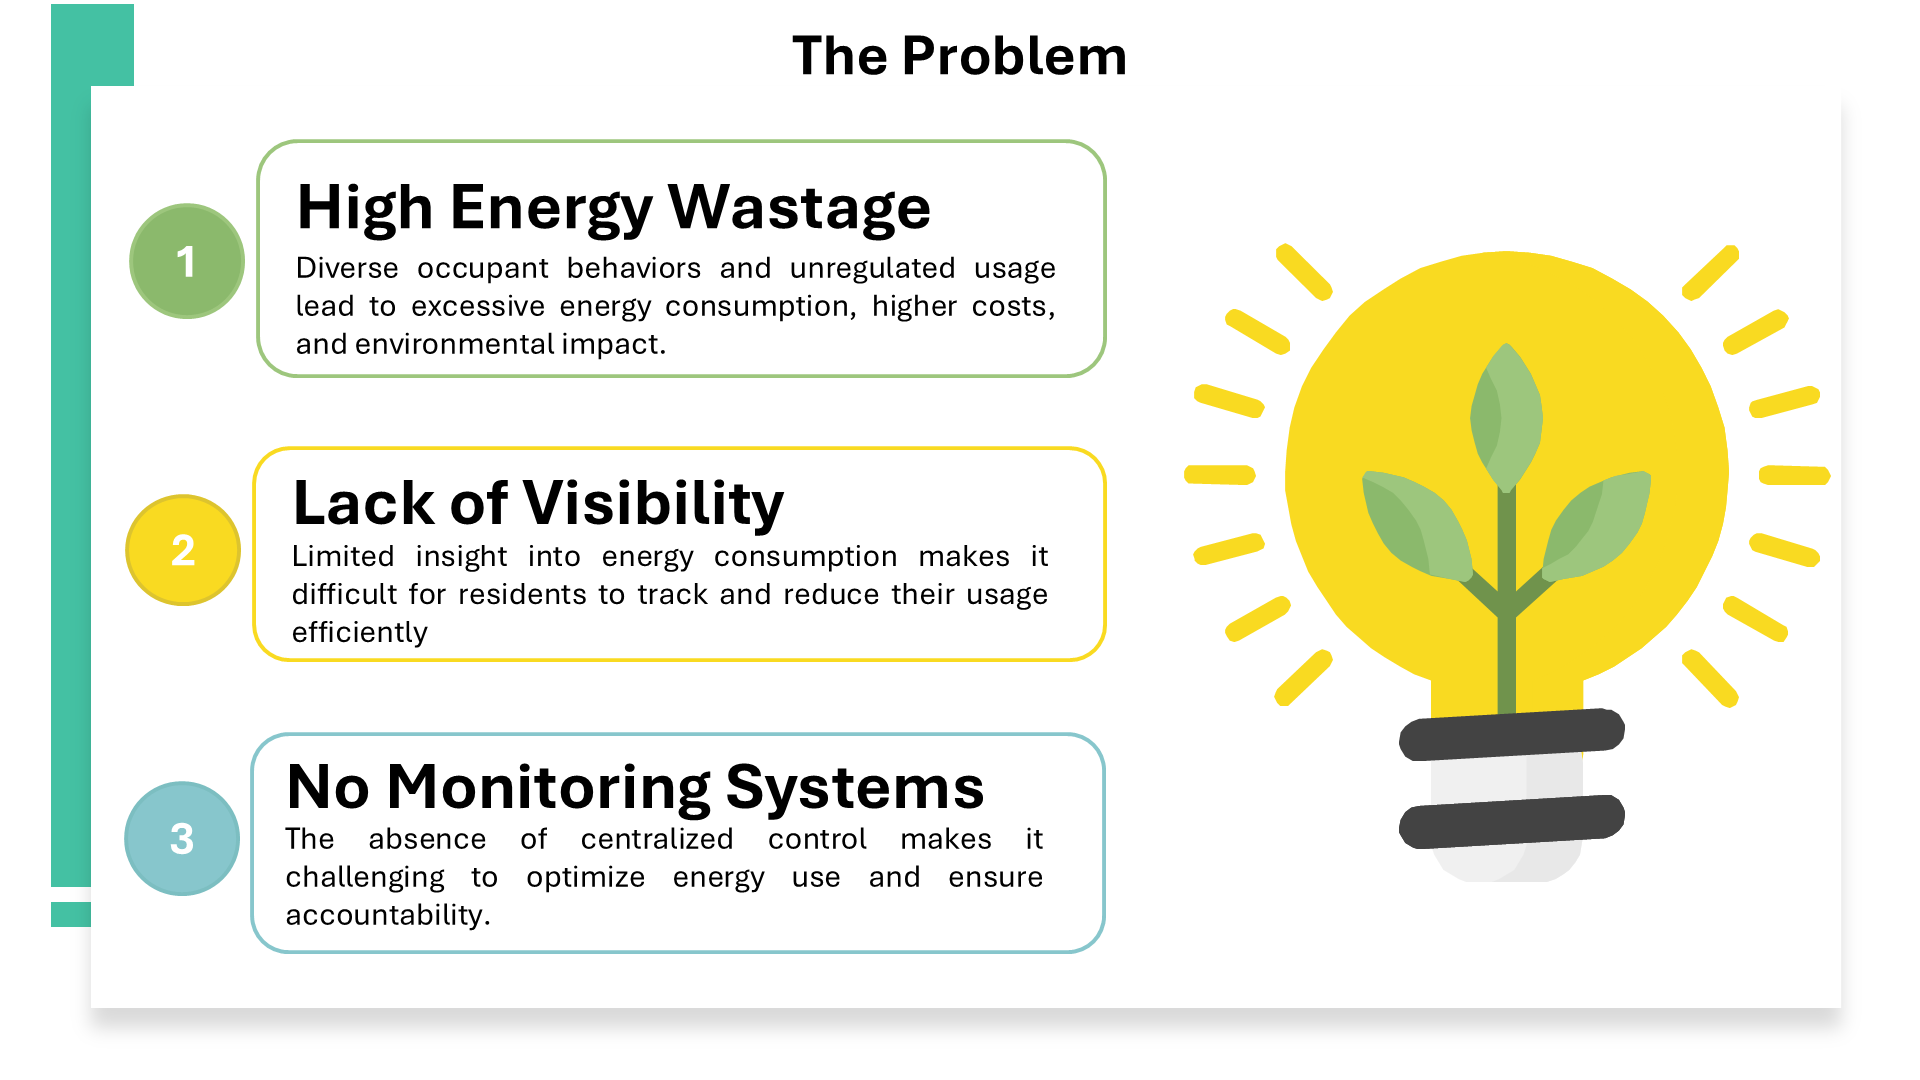 The Problem
1
High Energy Wastage
Diverse occupant behaviors and unregulated usage
lead to excessive energy consumption, higher costs,
and environmental impact.
2
Lack of Visibility
Limited insight into energy consumption makes it
difficult for residents to track and reduce their usage
efficiently
3
No Monitoring Systems
The absence of centralized control makes it
challenging to optimize energy use and ensure
accountability.